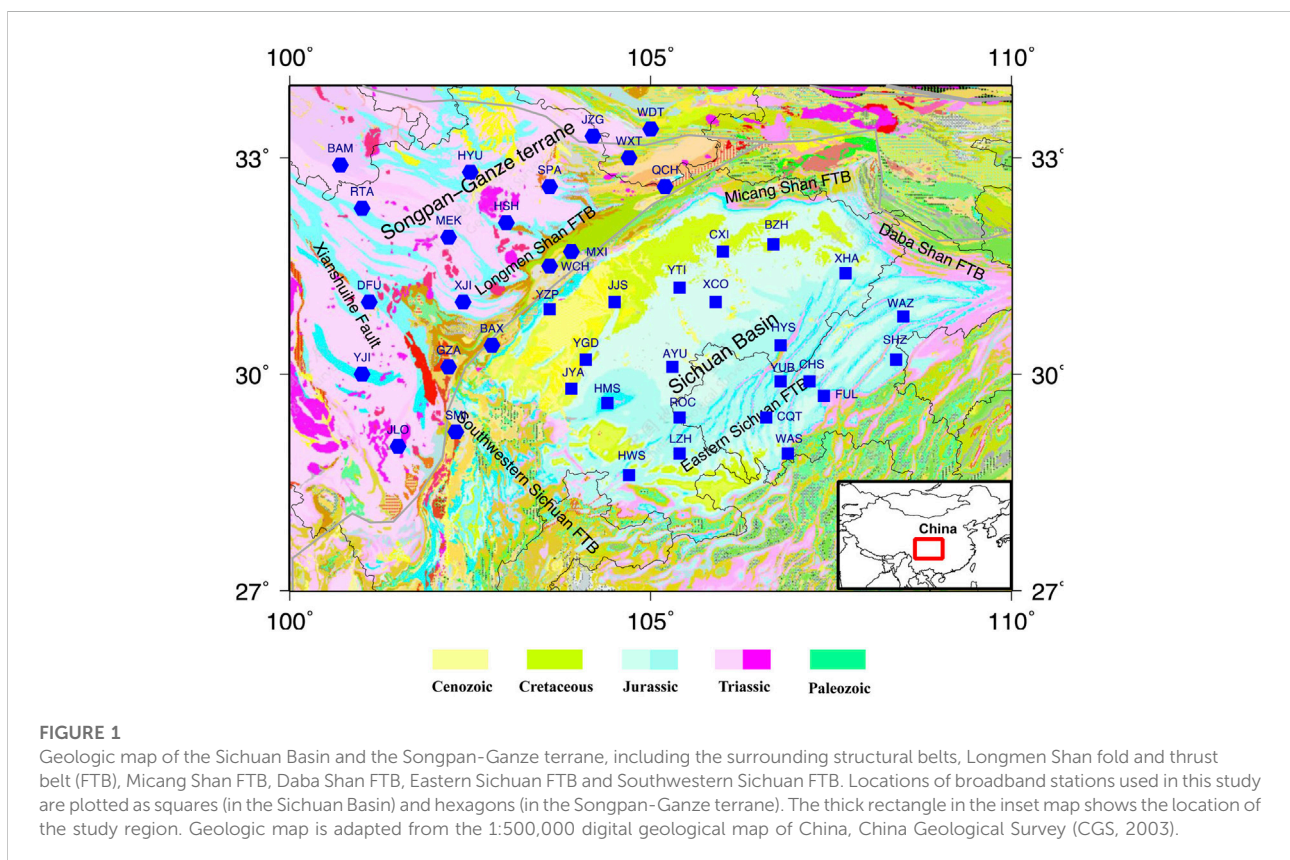 100° 105° 110°
WDT
JZG
WXT
BAM
33° 33°
HYU
Songpan-Ganze terrane
SPA
QCH
Micang Shan FTB
RTA
HSH
MEK
BZH
CXI
Daba Shan FTB
Longmen Shan FTB
MXI
WCH
XHA
Xianshuihe Fault
YTI
DFU
XJI
YZP
JJS
XCO
WAZ
BAX
HYS
SHZ
YGD
Sichuan Basin
GZA
AYU
YJI
30° 30°
YUB
CHS
JYA
HMS
FUL
ROC
CQT
Eastern Sichuan FTB
SMI
JLO
Southwestern Sichuan FTB
LZH
WAS
HWS
China
27° 27°
100° 105° 110°
Cenozoic Cretaceous Jurassic Triassic Paleozoic
FIGURE 1
Geologic map of the Sichuan Basin and the Songpan-Ganze terrane, including the surrounding structural belts, Longmen Shan fold and thrust
belt (FTB), Micang Shan FTB, Daba Shan FTB, Eastern Sichuan FTB and Southwestern Sichuan FTB. Locations of broadband stations used in this study
are plotted as squares (in the Sichuan Basin) and hexagons (in the Songpan-Ganze terrane). The thick rectangle in the inset map shows the location of
the study region. Geologic map is adapted from the 1:500,000 digital geological map of China, China Geological Survey (CGS, 2003).